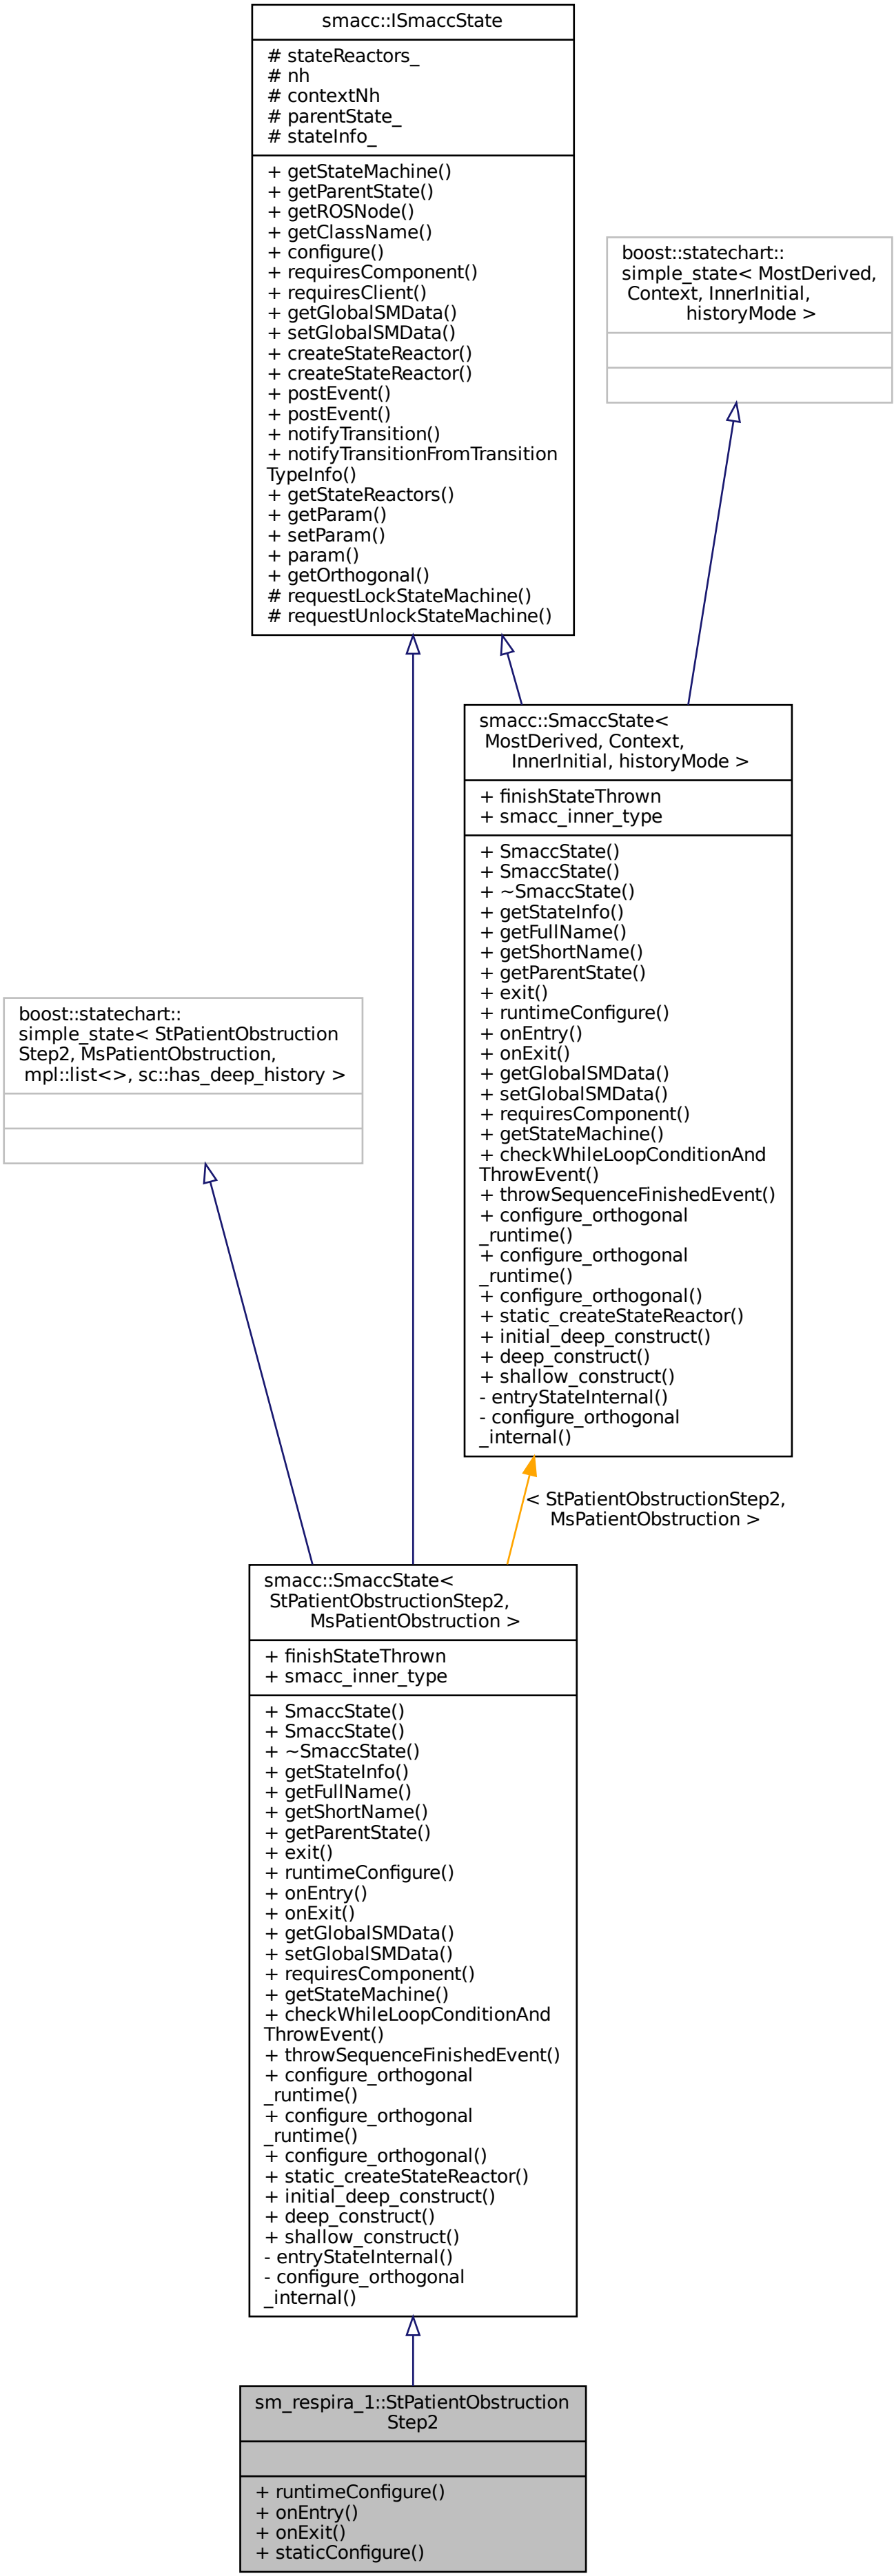 smacc::ISmaccState
# stateReactors_
# nh
# contextNh
# parentState_
# stateInfo_
+ getStateMachine()
+ getParentState()
+ getROSNode()
+ getClassName()
+ configure()
+ requiresComponent()
+ requiresClient()
+ getGlobalSMData()
+ setGlobalSMData()
+ createStateReactor()
+ createStateReactor()
+ postEvent()
+ postEvent()
+ notifyTransition()
+ notifyTransitionFromTransition
TypeInfo()
+ getStateReactors()
+ getParam()
+ setParam()
+ param()
+ getOrthogonal()
# requestLockStateMachine()
# requestUnlockStateMachine()
boost::statechart::
simple_state< MostDerived,
Context, InnerInitial,
historyMode >
smacc::SmaccState<
MostDerived, Context,
InnerInitial, historyMode >
+ finishStateThrown
+ smacc_inner_type
+ SmaccState()
+ SmaccState()
+ ~SmaccState()
+ getStateInfo()
+ getFullName()
+ getShortName()
+ getParentState()
+ exit()
+ runtimeConfigure()
+ onEntry()
+ onExit()
+ getGlobalSMData()
+ setGlobalSMData()
+ requiresComponent()
+ getStateMachine()
+ checkWhileLoopConditionAnd
ThrowEvent()
+ throwSequenceFinishedEvent()
+ configure_orthogonal
_runtime()
+ configure_orthogonal
_runtime()
+ configure_orthogonal()
+ static_createStateReactor()
+ initial_deep_construct()
+ deep_construct()
+ shallow_construct()
- entryStateInternal()
- configure_orthogonal
_internal()
boost::statechart::
simple_state< StPatientObstruction
Step2, MsPatientObstruction,
mpl::list<>, sc::has_deep_history >
< StPatientObstructionStep2,
MsPatientObstruction >
smacc::SmaccState<
StPatientObstructionStep2,
MsPatientObstruction >
+ finishStateThrown
+ smacc_inner_type
+ SmaccState()
+ SmaccState()
+ ~SmaccState()
+ getStateInfo()
+ getFullName()
+ getShortName()
+ getParentState()
+ exit()
+ runtimeConfigure()
+ onEntry()
+ onExit()
+ getGlobalSMData()
+ setGlobalSMData()
+ requiresComponent()
+ getStateMachine()
+ checkWhileLoopConditionAnd
ThrowEvent()
+ throwSequenceFinishedEvent()
+ configure_orthogonal
_runtime()
+ configure_orthogonal
_runtime()
+ configure_orthogonal()
+ static_createStateReactor()
+ initial_deep_construct()
+ deep_construct()
+ shallow_construct()
- entryStateInternal()
- configure_orthogonal
_internal()
sm_respira_1::StPatientObstruction
Step2
+ runtimeConfigure()
+ onEntry()
+ onExit()
+ staticConfigure()